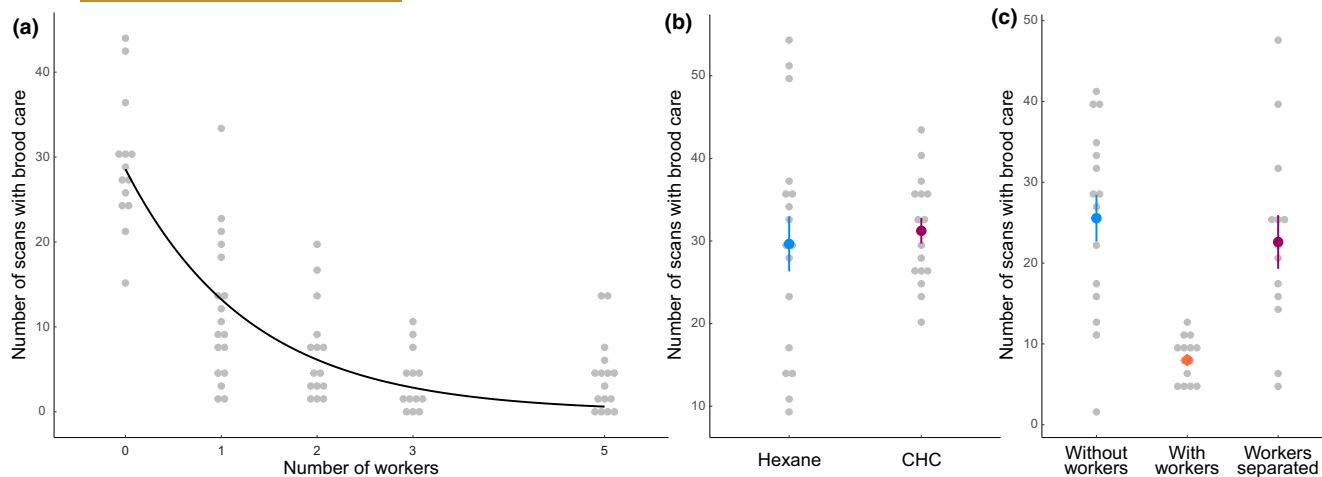 (a)
Number of scans with brood care
40
30
20
10
0
0 1 2 3 5
Number of workers
(b)
Number of scans with brood care
50
40
30
20
10
Hexane CHC
(c)
Number of scans with brood care
50
40
30
20
10
0
Without workers
With workers
Workers separated